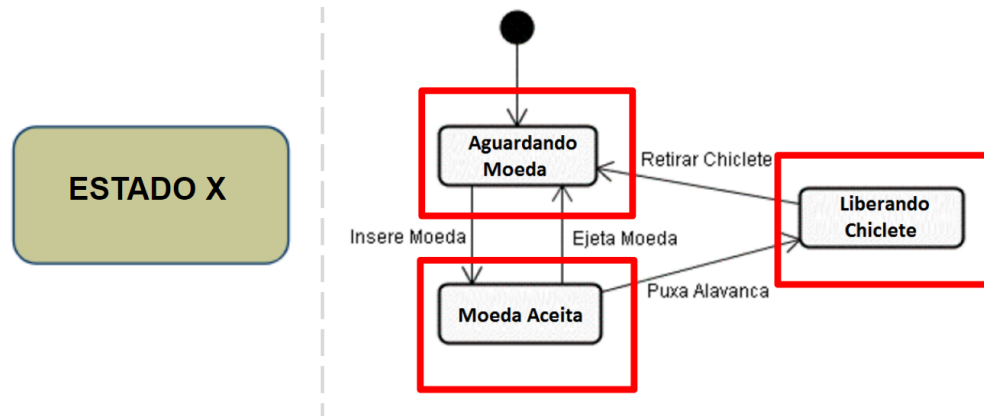 ESTADO X
Aguardando
Moeda
Retirar Chiclete
Liberando
Chiclete
Insere Moeda
Ejeta Moeda
Puxa Alavanca
Moeda Aceita